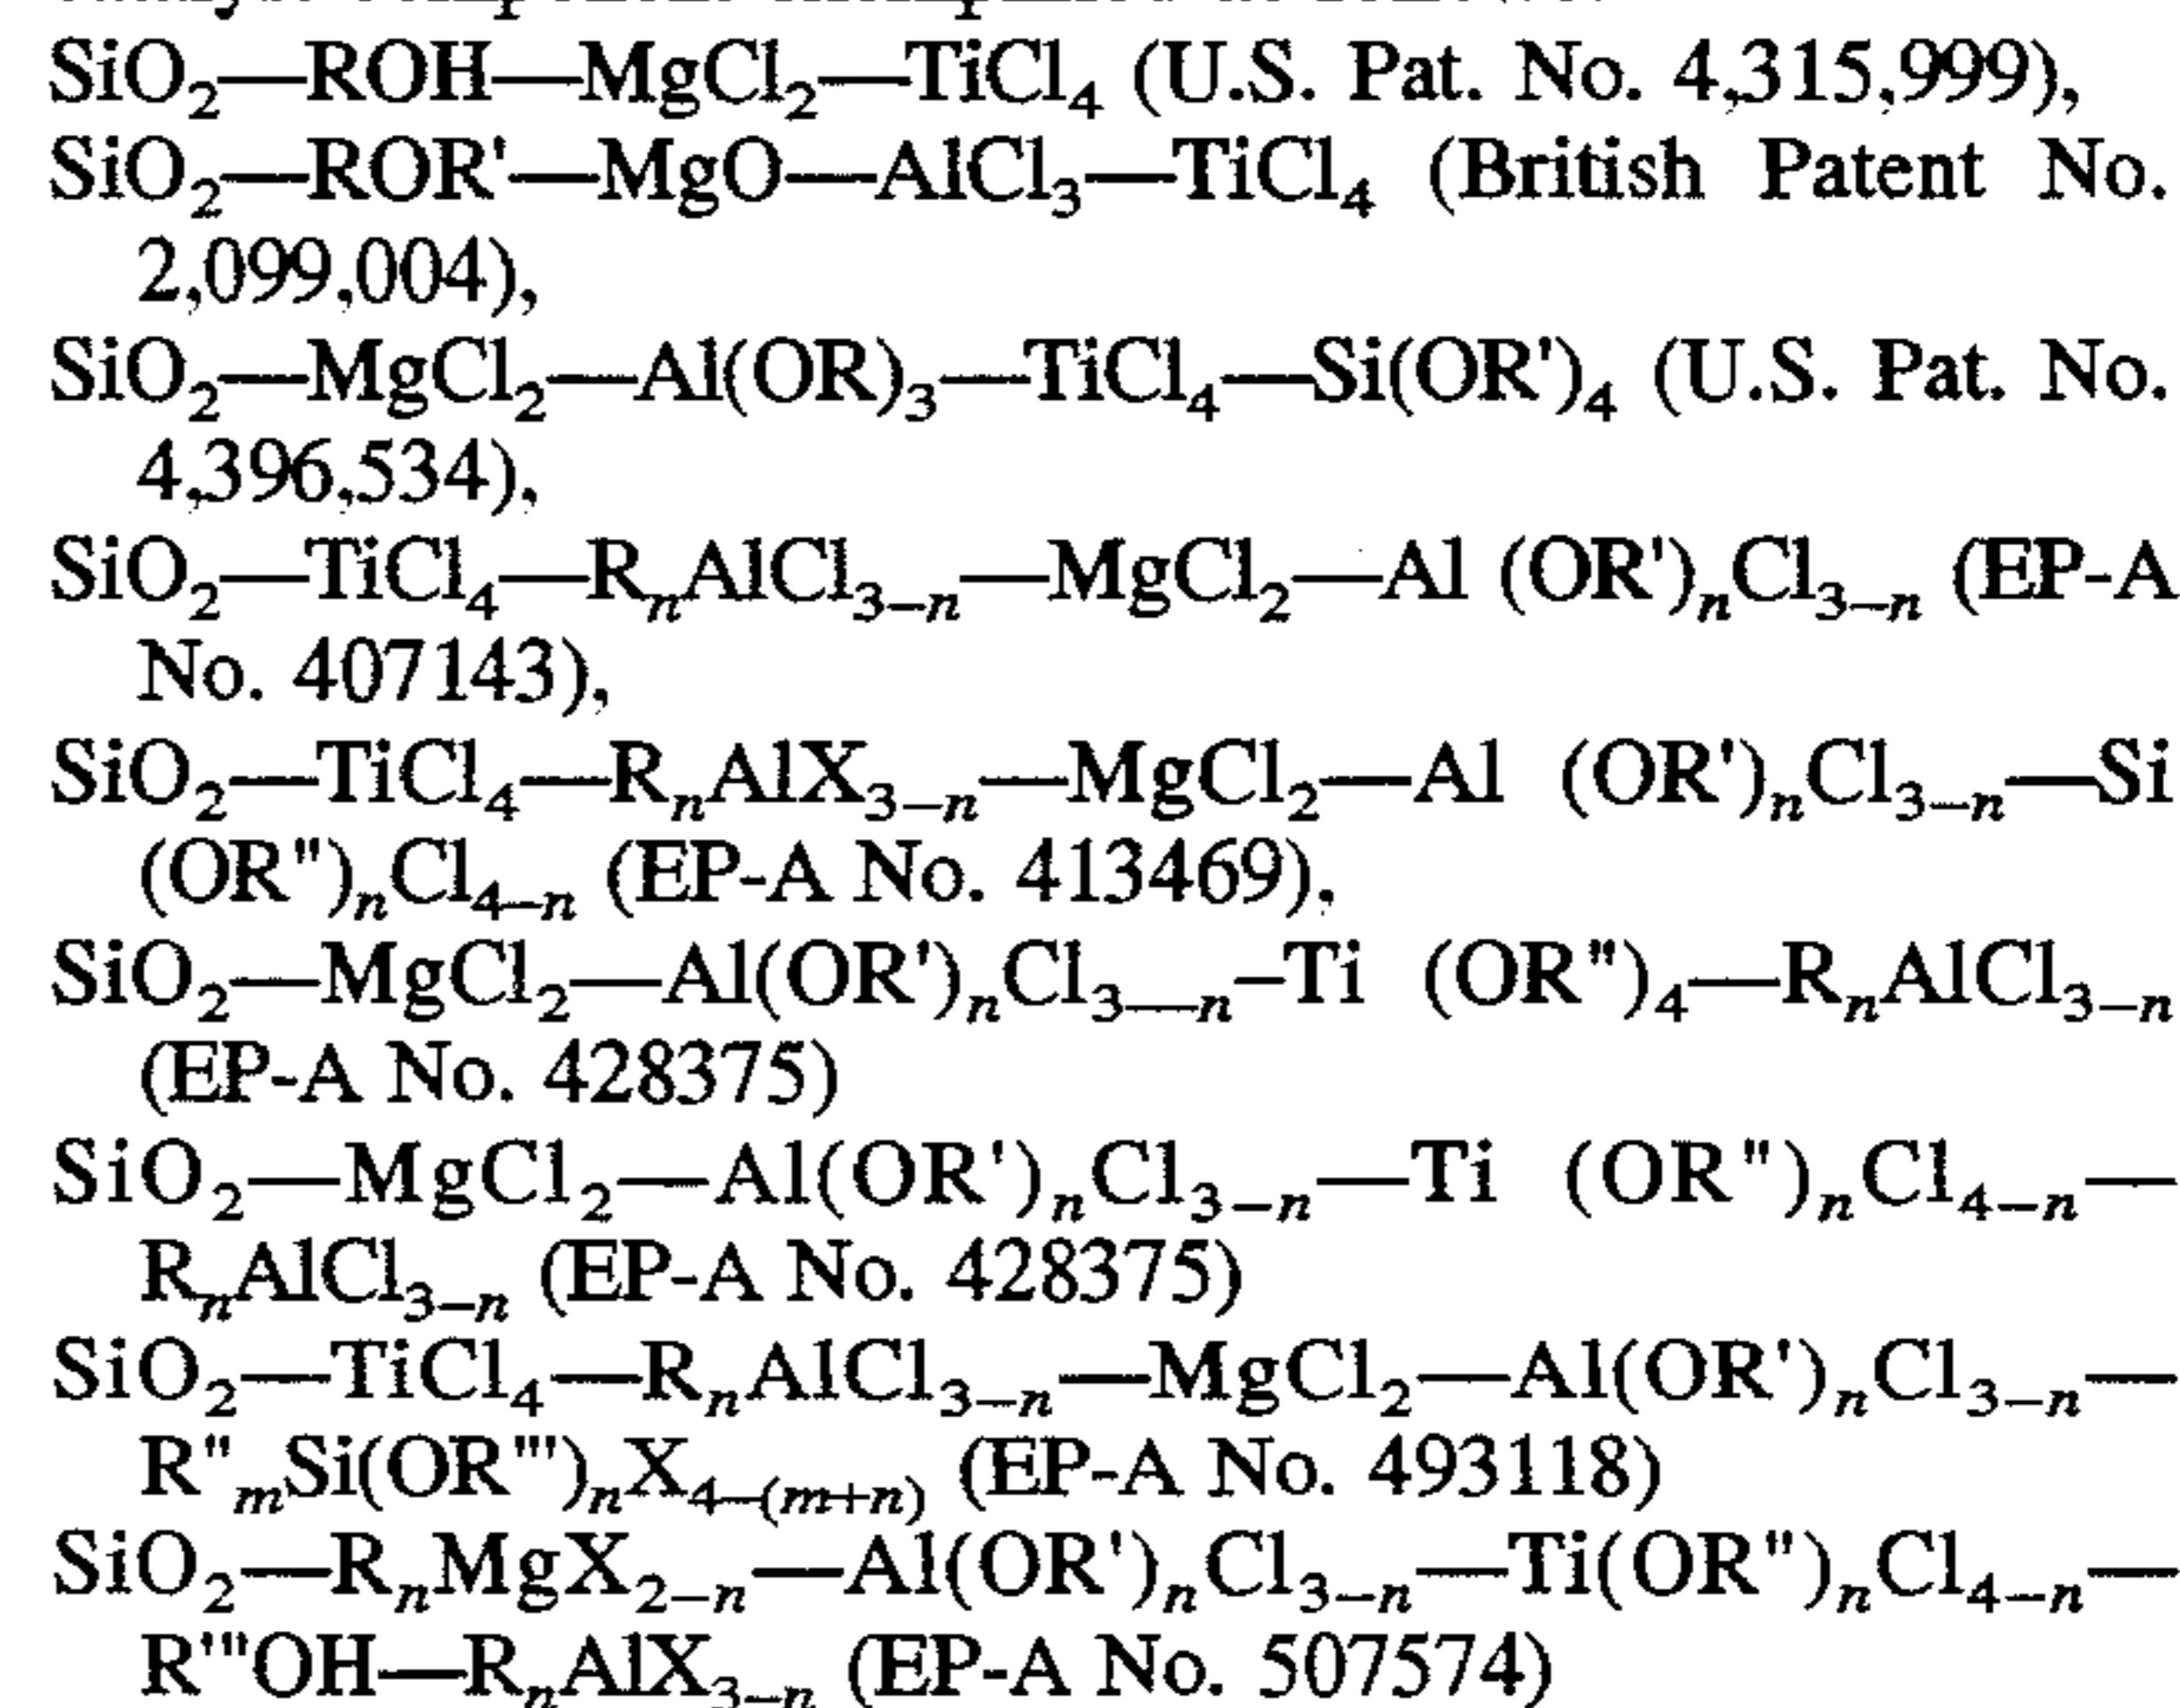 SiO₂—ROH—MgCl₂—TiCl₄ (U.S. Pat. No. 4,315,999),
SiO₂—ROR'—MgO—AlCl₃—TiCl₄ (British Patent No.
2,099,004),
SiO₂—MgCl₂—Al(OR)₃—TiCl₄—Si(OR')₄ (U.S. Pat. No.
4,396,534),
SiO₂—TiCl₄—RₙAlCl₃₋ₙ—MgCl₂—Al (OR')ₙCl₃₋ₙ (EP-A
No. 407143),
SiO₂—TiCl₄—RₙAlX₃₋ₙ—MgCl₂—Al (OR')ₙCl₃₋ₙ—Si
(OR")ₙCl₄₋ₙ (EP-A No. 413469),
SiO₂—MgCl₂—Al(OR')ₙCl₃₋ₙ–Ti (OR")₄—RₙAlCl₃₋ₙ
(EP-A No. 428375)
SiO₂—MgCl₂—Al(OR')ₙCl₃₋ₙ—Ti (OR")ₙCl₄₋ₙ—
RₙAlCl₃₋ₙ (EP-A No. 428375)
SiO₂—TiCl₄—RₙAlCl₃₋ₙ—MgCl₂—Al(OR')ₙCl₃₋ₙ—
R"ₘSi(OR"')ₙX₄₋₍ₘ₊ₙ₎ (EP-A No. 493118)
SiO₂—RₙMgX₂₋ₙ—Al(OR')ₙCl₃₋ₙ—Ti(OR")ₙCl₄₋ₙ—
R"'OH—RₙAlX₃₋ₙ (EP-A No. 507574)